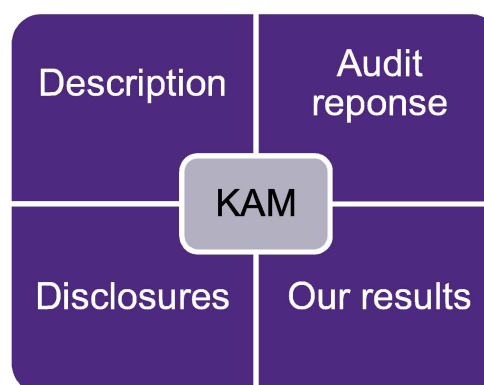 Description
Audit
reponse
KAM
Disclosures
Our results